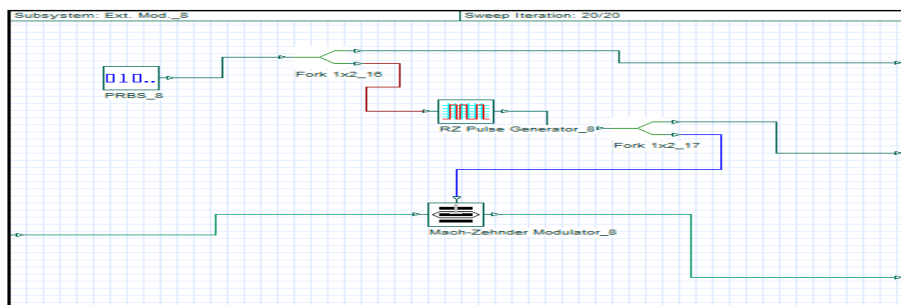 Subsystem: Ext. Mod._8
Sweep Iteration: 20/20
Fork 1x2_16
010..
PRBS_8
RZ Pulse Generator_8
Fork 1x2_17
Mach-Zehnder Modulator_8